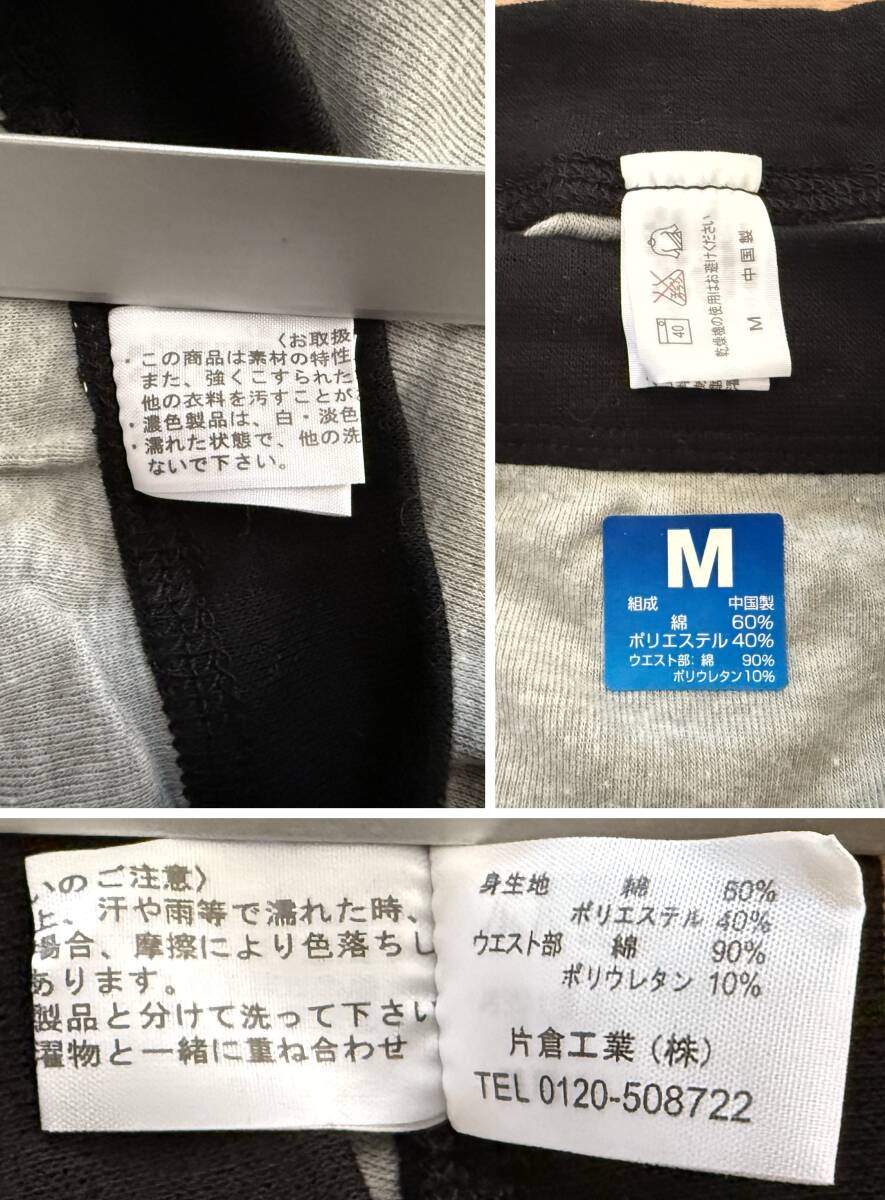 〈お取扱
・この商品は素材の特性
また、強くこすられた
他の衣料を汚すことが
・濃色製品は、白・淡色
・濡れた状態で、他の洗
ないで下さい。
40
乾燥機の使用はお避けください
M 中国製
M
組成 中国製
綿 60%
ポリエステル 40%
ウエスト部: 綿 90%
ポリウレタン10%
いのご注意〉
上、汗や雨等で濡れた時、
場合、摩擦により色落ちし
あります。
製品と分けて洗って下さい
濯物と一緒に重ね合わせ
身生地 綿 60%
ポリエステル 40%
ウエスト部 綿 90%
ポリウレタン 10%
片倉工業(株)
TEL 0120-508722